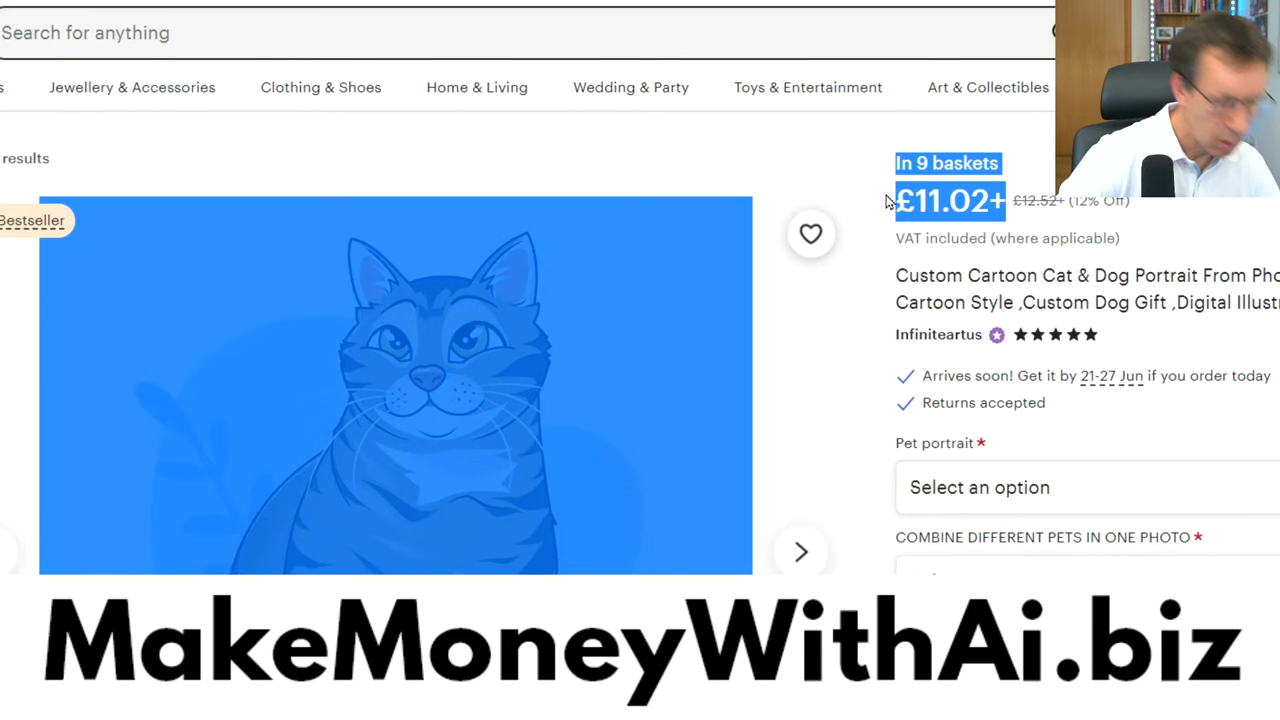 Search for anything
s
Jewellery & Accessories
Clothing & Shoes
Home & Living
Wedding & Party
Toys & Entertainment
Art & Collectibles
results
Bestseller
In 9 baskets
£11.02+ £12.52+ (12% Off)
VAT included (where applicable)
Custom Cartoon Cat & Dog Portrait From Pho
Cartoon Style ,Custom Dog Gift ,Digital Illustr
Infiniteartus
Arrives soon! Get it by 21-27 Jun if you order today
Returns accepted
Pet portrait*
Select an option
COMBINE DIFFERENT PETS IN ONE PHOTO *
MakeMoneyWithAi.biz